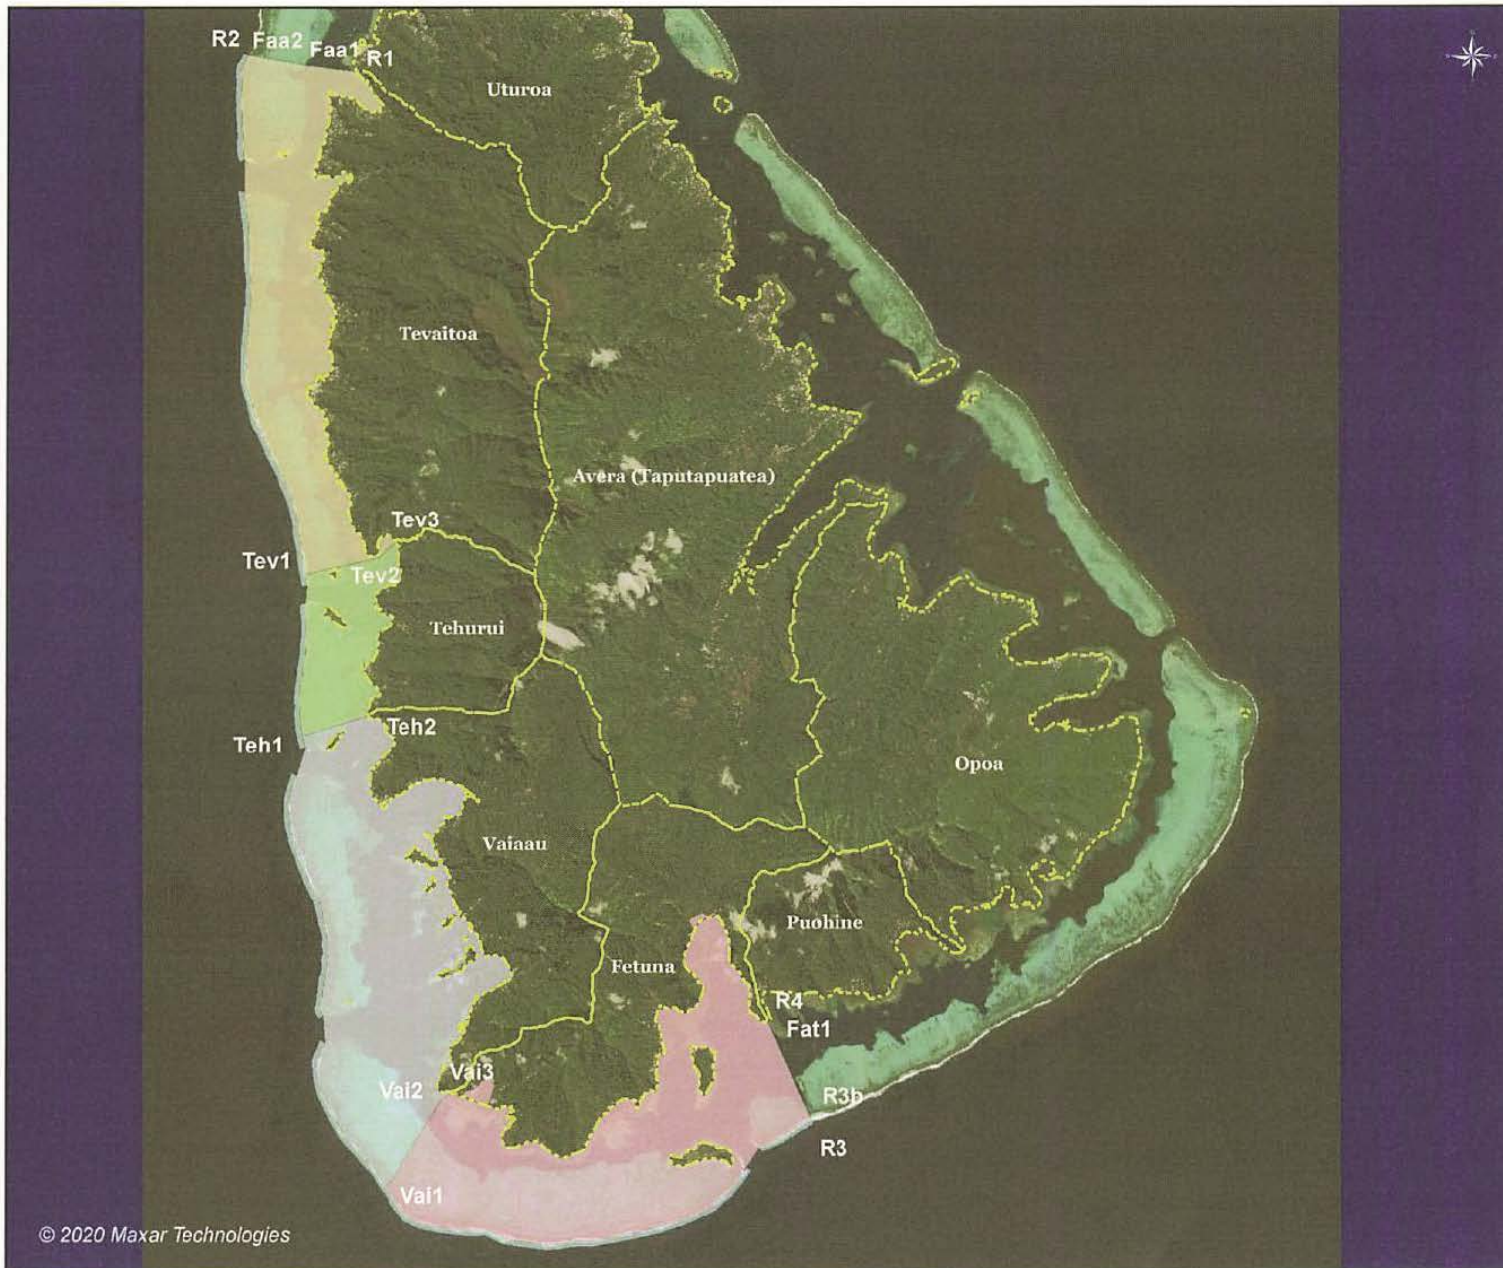 R2 Faa2 Faa1 R1
Uturoa
Tevaitoa
Avera (Taputapuatea)
Tev3
Tev1
Tev2
Tehurui
Teh2
Teh1
Opoa
Vaiaau
Puohine
Fetuna
R4
Fat1
Vai3
Vai2
R3b
R3
Vai1
© 2020 Maxar Technologies